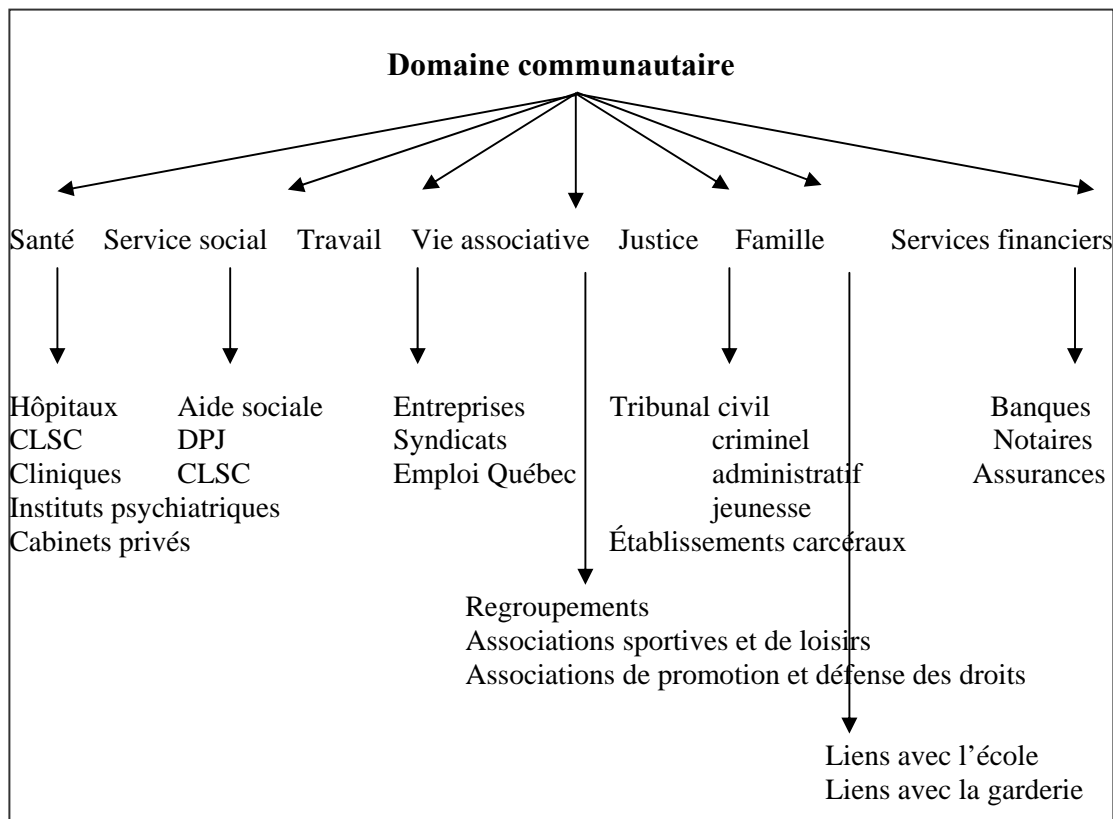 Domaine communautaire
Santé Service social Travail Vie associative Justice Famille Services financiers
Hôpitaux Aide sociale Entreprises Tribunal civil Banques
CLSC DPJ Syndicats criminel Notaires
Cliniques CLSC Emploi Québec administratif Assurances
Instituts psychiatriques jeunesse
Cabinets privés Établissements carcéraux
Regroupements
Associations sportives et de loisirs
Associations de promotion et défense des droits
Liens avec l’école
Liens avec la garderie